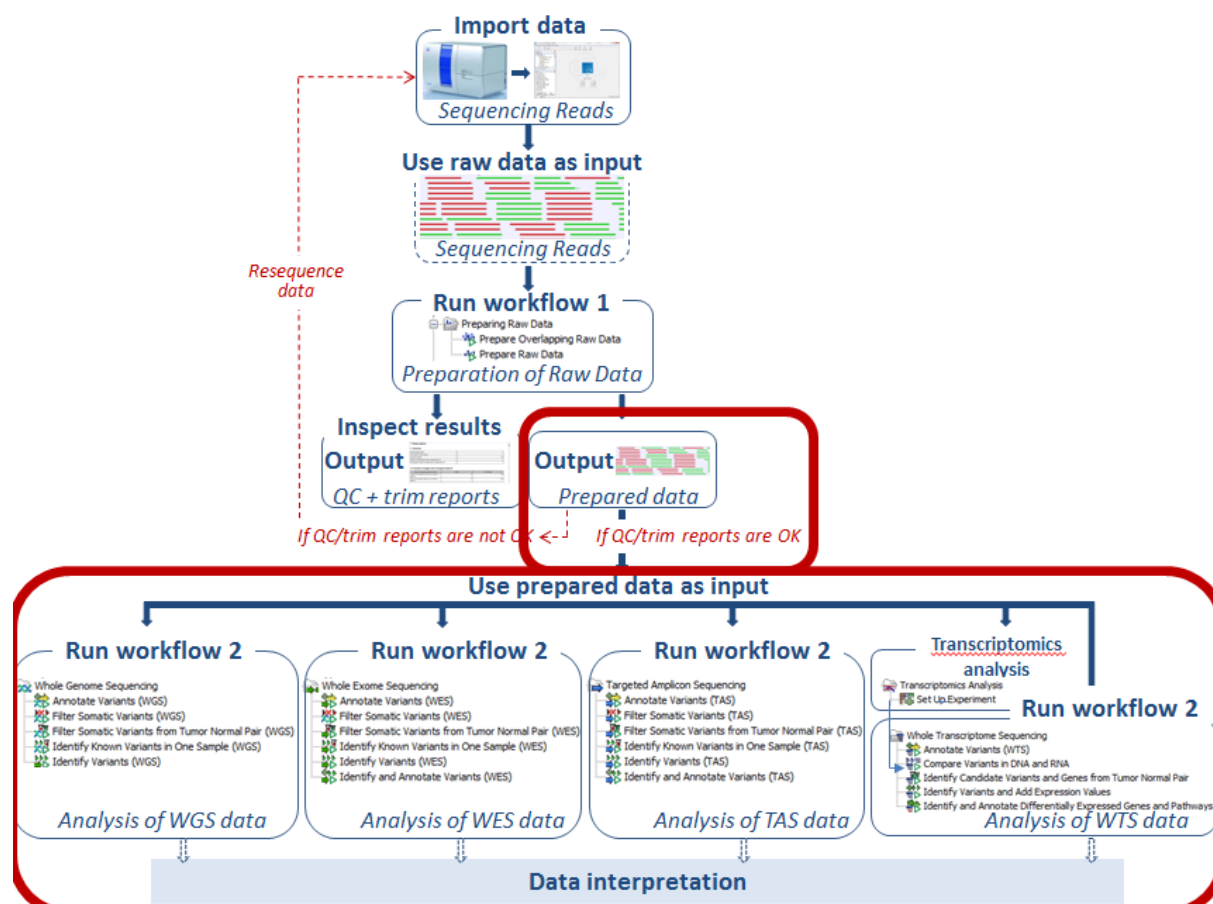 Import data
Sequencing Reads
Use raw data as input
Sequencing Reads
Resequence
data
Run workflow 1
Preparing Raw Data
Prepare Overlapping Raw Data
Prepare Raw Data
Preparation of Raw Data
Inspect results
Output
QC + trim reports
Output
Prepared data
If QC/trim reports are not OK
If QC/trim reports are OK
Use prepared data as input
Run workflow 2
Whole Genome Sequencing
Annotate Variants (WGS)
Filter Somatic Variants (WGS)
Filter Somatic Variants from Tumor Normal Pair (WGS)
Identify Known Variants in One Sample (WGS)
Identify Variants (WGS)
Analysis of WGS data
Run workflow 2
Whole Exome Sequencing
Annotate Variants (WES)
Filter Somatic Variants (WES)
Filter Somatic Variants from Tumor Normal Pair (WES)
Identify Known Variants in One Sample (WES)
Identify Variants (WES)
Identify and Annotate Variants (WES)
Analysis of WES data
Run workflow 2
Targeted Amplicon Sequencing
Annotate Variants (TAS)
Filter Somatic Variants (TAS)
Filter Somatic Variants from Tumor Normal Pair (TAS)
Identify Known Variants in One Sample (TAS)
Identify Variants (TAS)
Identify and Annotate Variants (TAS)
Analysis of TAS data
Transcriptomics
analysis
Transcriptomics Analysis
Set Up Experiment
Run workflow 2
Whole Transcriptome Sequencing
Annotate Variants (WTS)
Compare Variants in DNA and RNA
Identify Candidate Variants and Genes from Tumor Normal Pair
Identify Variants and Add Expression Values
Identify and Annotate Differentially Expressed Genes and Pathways
Analysis of WTS data
Data interpretation